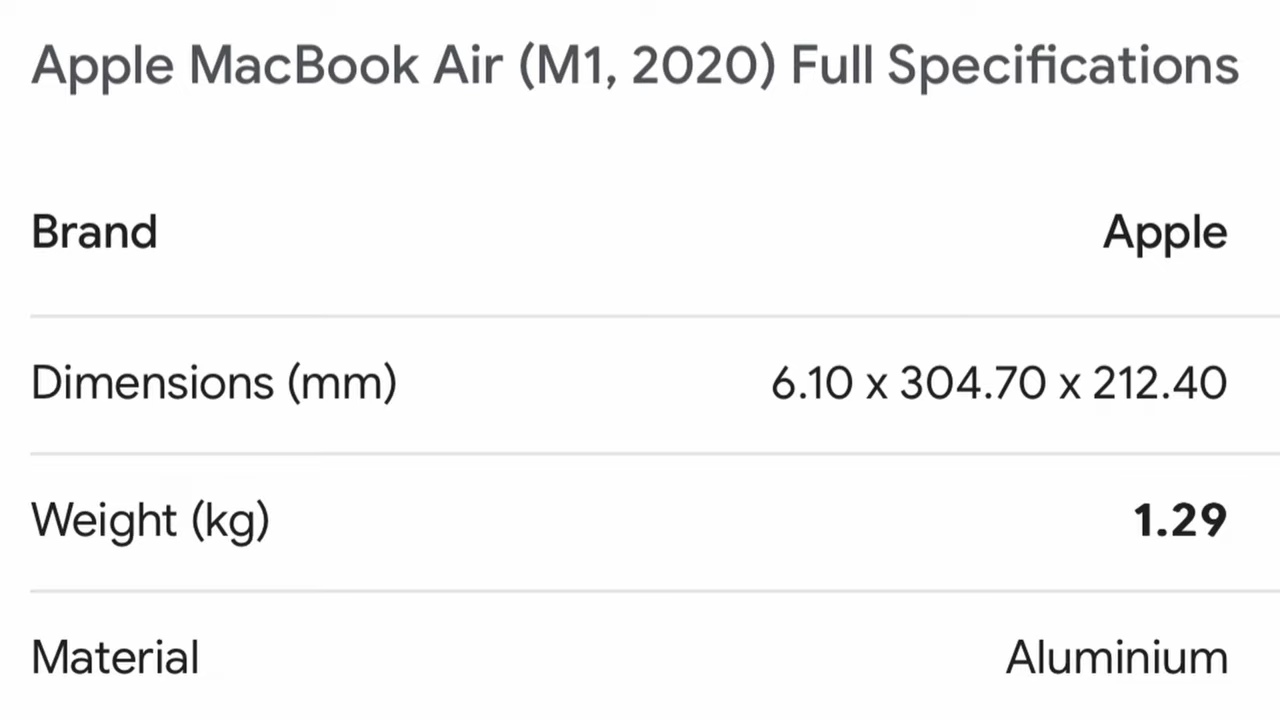 Apple MacBook Air (M1, 2020) Full Specifications
Brand Apple
Dimensions (mm) 6.10 x 304.70 x 212.40
Weight (kg) 1.29
Material Aluminium